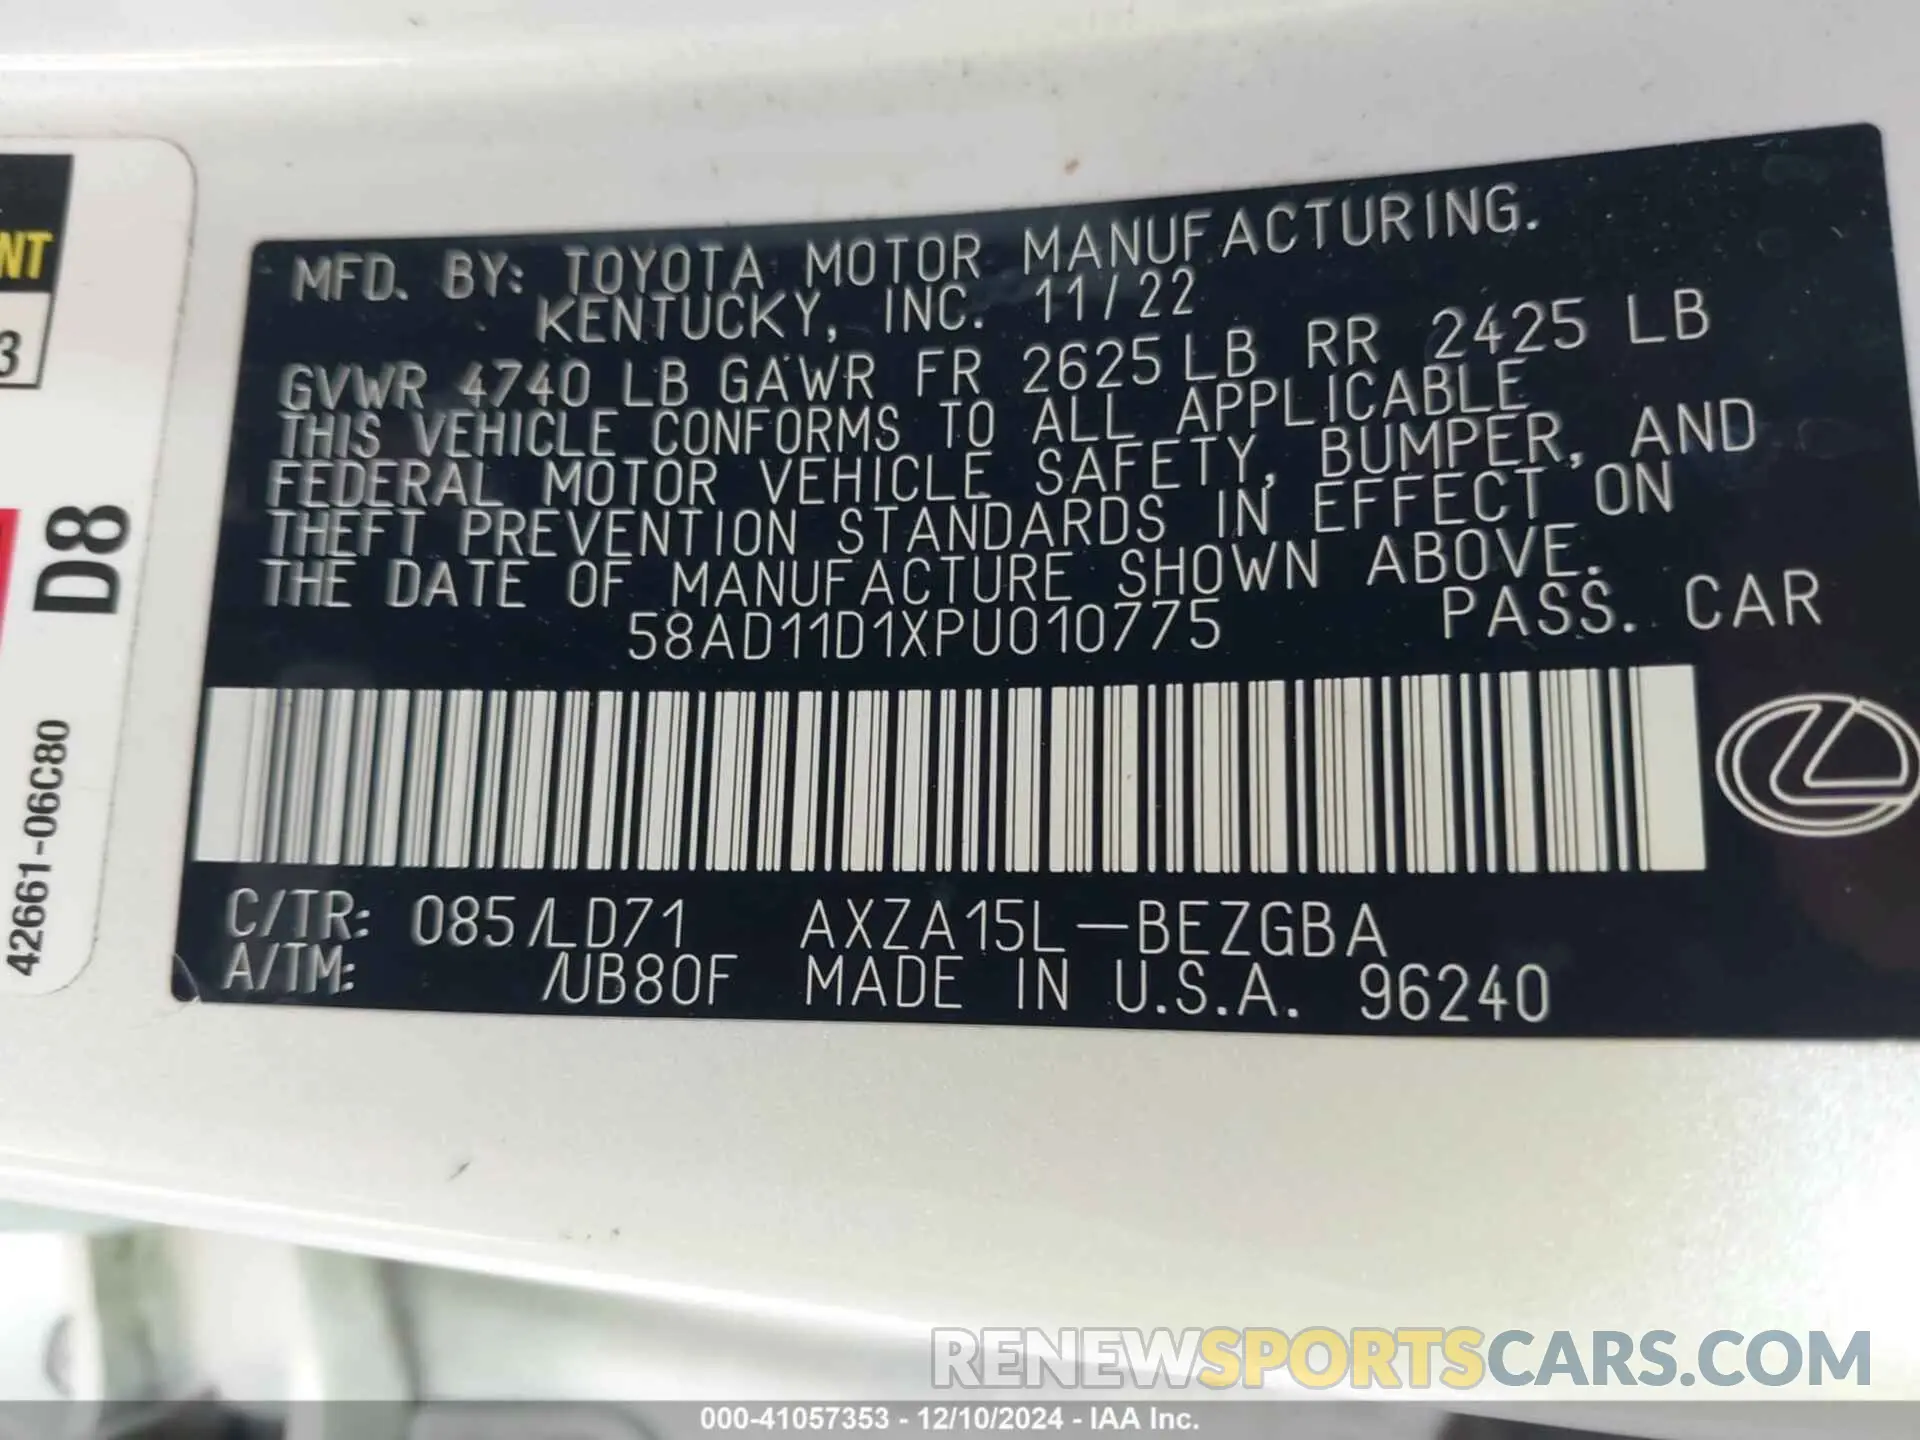 NT
3
D8
42661-06C80
MFD. BY: TOYOTA MOTOR MANUFACTURING.
KENTUCKY, INC. 11/22
GVWR 4740 LB GAWR FR 2625 LB RR 2425 LB
THIS VEHICLE CONFORMS TO ALL APPLICABLE
FEDERAL MOTOR VEHICLE SAFETY, BUMPER, AND
THEFT PREVENTION STANDARDS IN EFFECT ON
THE DATE OF MANUFACTURE SHOWN ABOVE.
58AD11D1XPU010775 PASS. CAR
C/TR: 085/LD71 AXZA15L-BEZGBA
A/TM: /UB80F MADE IN U.S.A. 96240
RENEWSPORTSCARS.COM
000-41057353 - 12/10/2024 - IAA Inc.